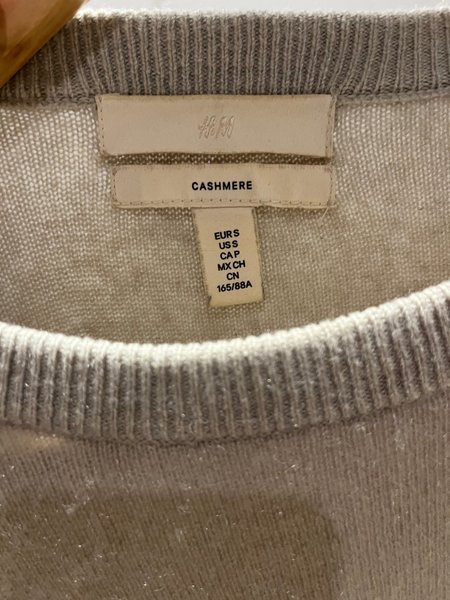 H&M
CASHMERE
EUR S
US S
CA P
MX CH
CN
165/88A